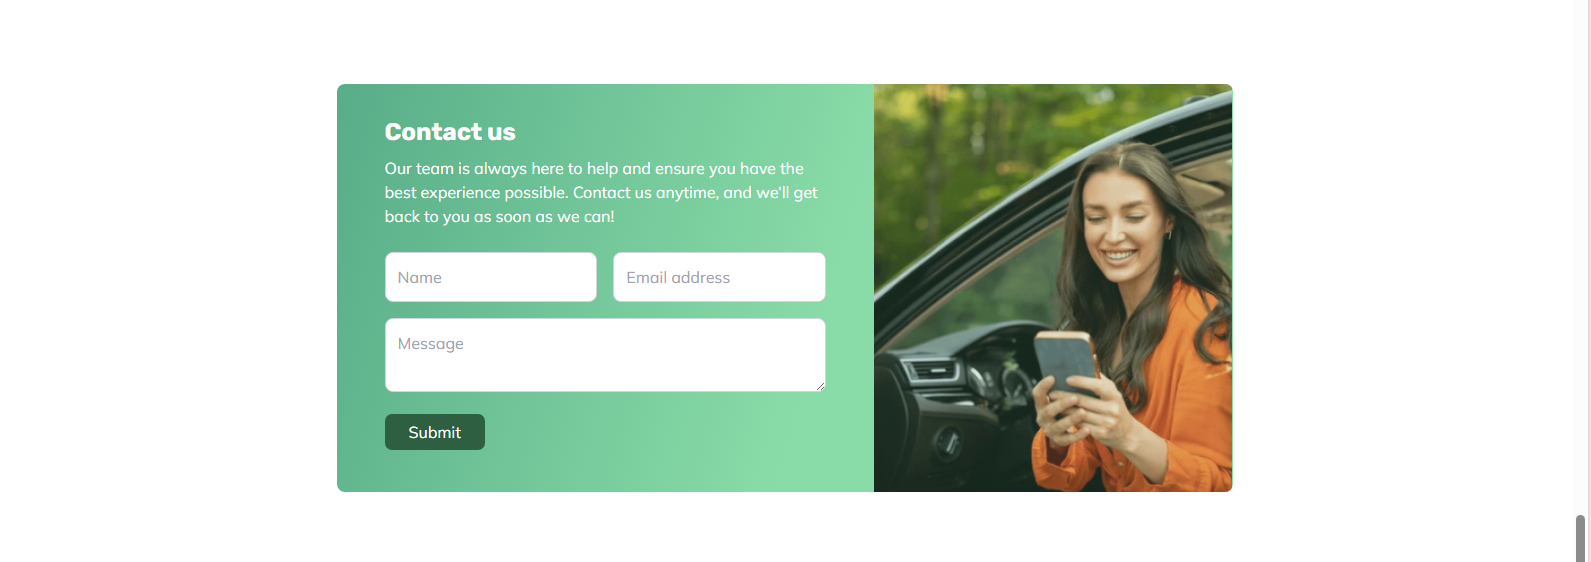 Contact us
Our team is always here to help and ensure you have the
best experience possible. Contact us anytime, and we'll get
back to you as soon as we can!
Name
Email address
Message
Submit